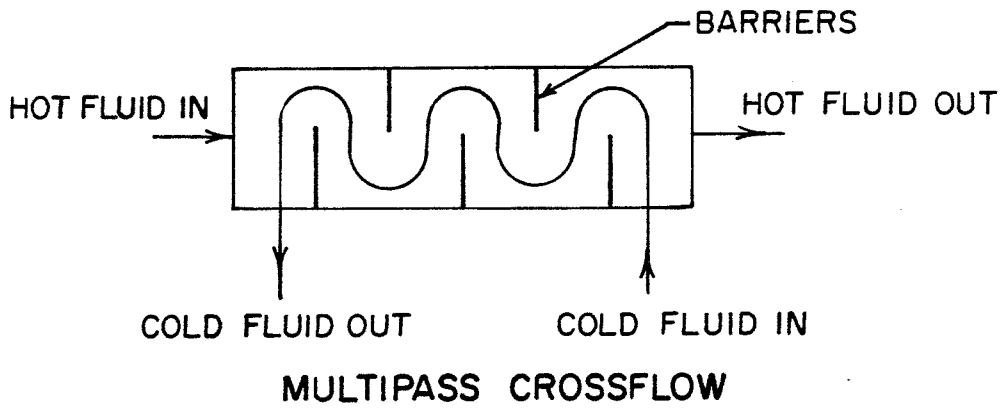 BARRIERS
HOT FLUID IN
HOT FLUID OUT
COLD FLUID OUT
COLD FLUID IN
MULTIPASS CROSSFLOW